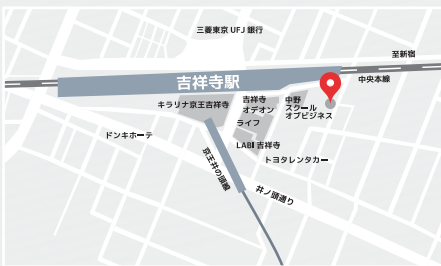 三菱東京 UFJ 銀行
至新宿
中央本線
吉祥寺駅
キラリナ京王吉祥寺
吉祥寺
オデオン
中野
スクール
オブビジネス
ライフ
ドンキホーテ
LABI 吉祥寺
トヨタレンタカー
京王井の頭線
井ノ頭通り